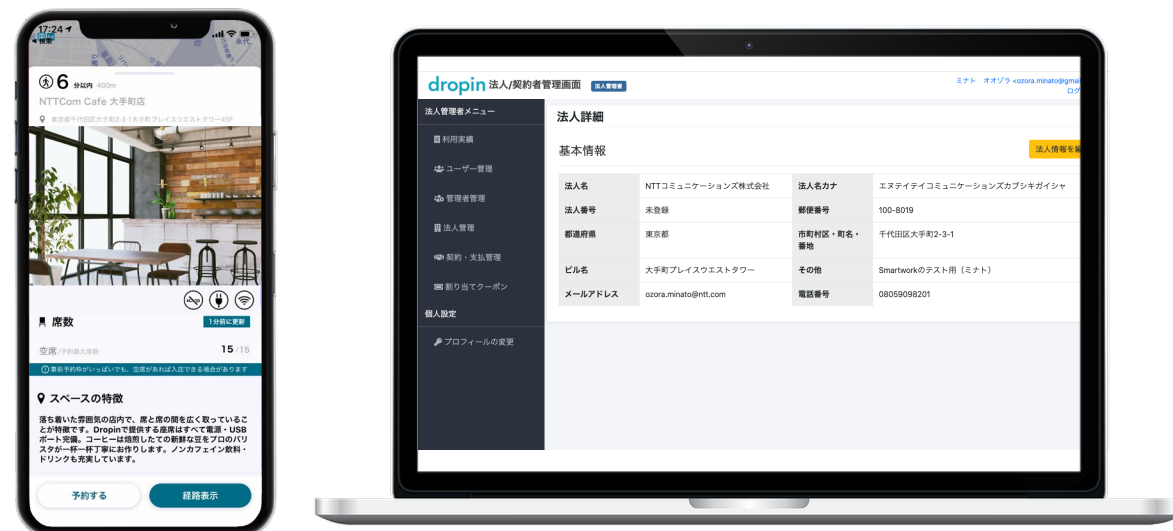 17:24
検索
永代
6 分以内 400m
NTTCom Cafe 大手町店
東京都千代田区大手町2-3-1大手町プレイスウエストタワー45F
席数
1分前に更新
空席/予約最大席数
15/15
事前予約枠がいっぱいでも、空席があれば入店できる場合があります
スペースの特徴
落ち着いた雰囲気の店内で、席と席の間を広く取っているこ
とが特徴です。Dropinで提供する座席はすべて電源・USB
ポート完備。コーヒーは焙煎したての新鮮な豆をプロのバリ
スタが一杯一杯丁寧にお作りします。ノンカフェイン飲料・
ドリンクも充実しています。
予約する
経路表示
dropin 法人/契約者管理画面 法人管理者
ミナト オオゾラ <ozora.minato@gmai
ログ
法人管理者メニュー
利用実績
ユーザー管理
管理者管理
法人管理
契約・支払管理
割り当てクーポン
個人設定
プロフィールの変更
法人詳細
基本情報
法人情報を編
法人名 NTTコミュニケーションズ株式会社 法人名カナ エヌテイテイコミュニケーションズカブシキガイシャ
法人番号 未登録 郵便番号 100-8019
都道府県 東京都 市町村区・町名・
番地 千代田区大手町2-3-1
ビル名 大手町プレイスウエストタワー その他 Smartworkのテスト用（ミナト）
メールアドレス ozora.minato@ntt.com 電話番号 08059098201